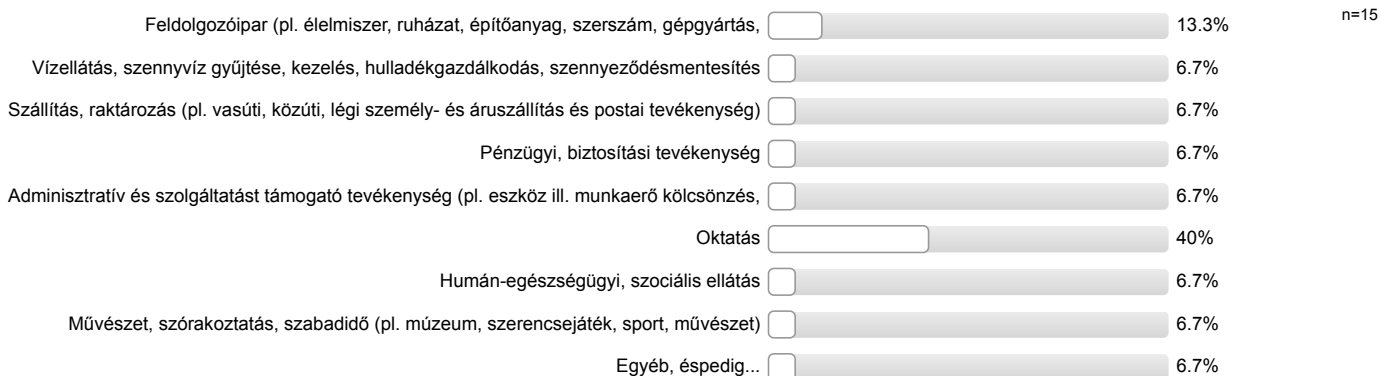 Feldolgozóipar (pl. élelmiszer, ruházat, építőanyag, szerszám, gépgyártás, 13.3% n=15
Vízellátás, szennyvíz gyűjtése, kezelés, hulladékgazdálkodás, szennyeződésmentesítés 6.7%
Szállítás, raktározás (pl. vasúti, közúti, légi személy- és áruszállítás és postai tevékenység) 6.7%
Pénzügyi, biztosítási tevékenység 6.7%
Adminisztratív és szolgáltatást támogató tevékenység (pl. eszköz ill. munkaerő kölcsönzés, 6.7%
Oktatás 40%
Humán-egészségügyi, szociális ellátás 6.7%
Művészet, szórakoztatás, szabadidő (pl. múzeum, szerencsejáték, sport, művészet) 6.7%
Egyéb, éspedig... 6.7%